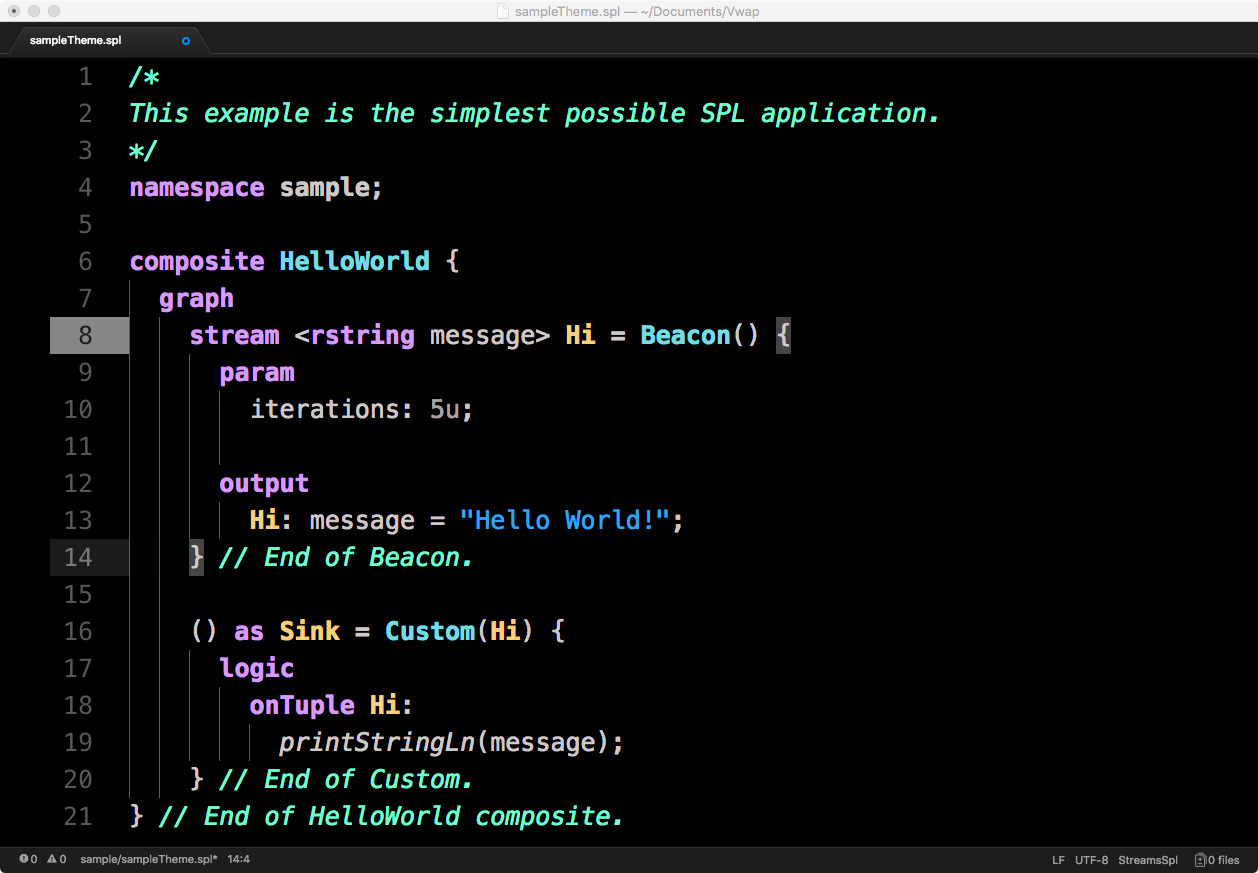 sampleTheme.spl — ~/Documents/Vwap
sampleTheme.spl
1 /*
2 This example is the simplest possible SPL application.
3 */
4 namespace sample;
5
6 composite HelloWorld {
7 graph
8 stream <rstring message> Hi = Beacon() {
9 param
10 iterations: 5u;
11
12 output
13 Hi: message = "Hello World!";
14 } // End of Beacon.
15
16 () as Sink = Custom(Hi) {
17 logic
18 onTuple Hi:
19 printStringLn(message);
20 } // End of Custom.
21 } // End of HelloWorld composite.
0 0 sample/sampleTheme.spl* 14:4 LF UTF-8 StreamsSpl 0 files